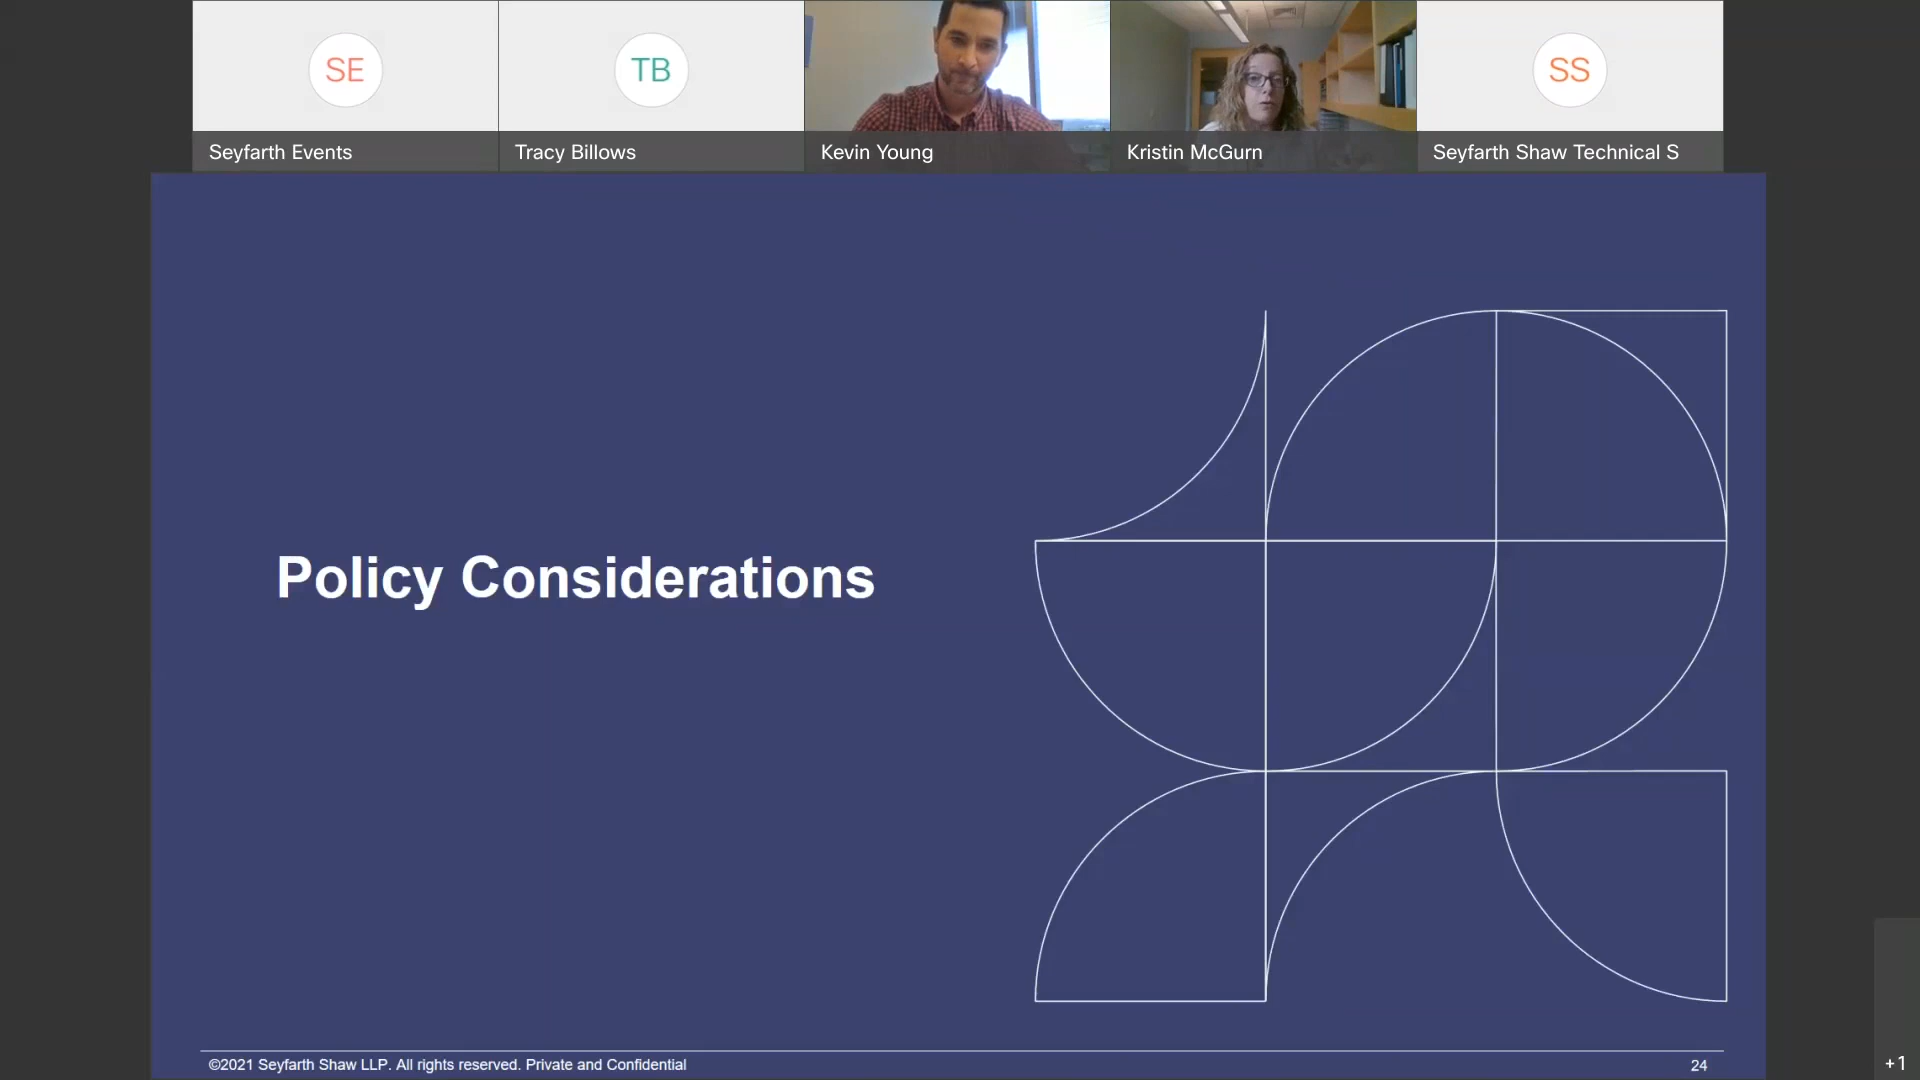 SE
TB
SS
Seyfarth Events
Tracy Billows
Kevin Young
Kristin McGurn
Seyfarth Shaw Technical S
Policy Considerations
©2021 Seyfarth Shaw LLP. All rights reserved. Private and Confidential
24
+1